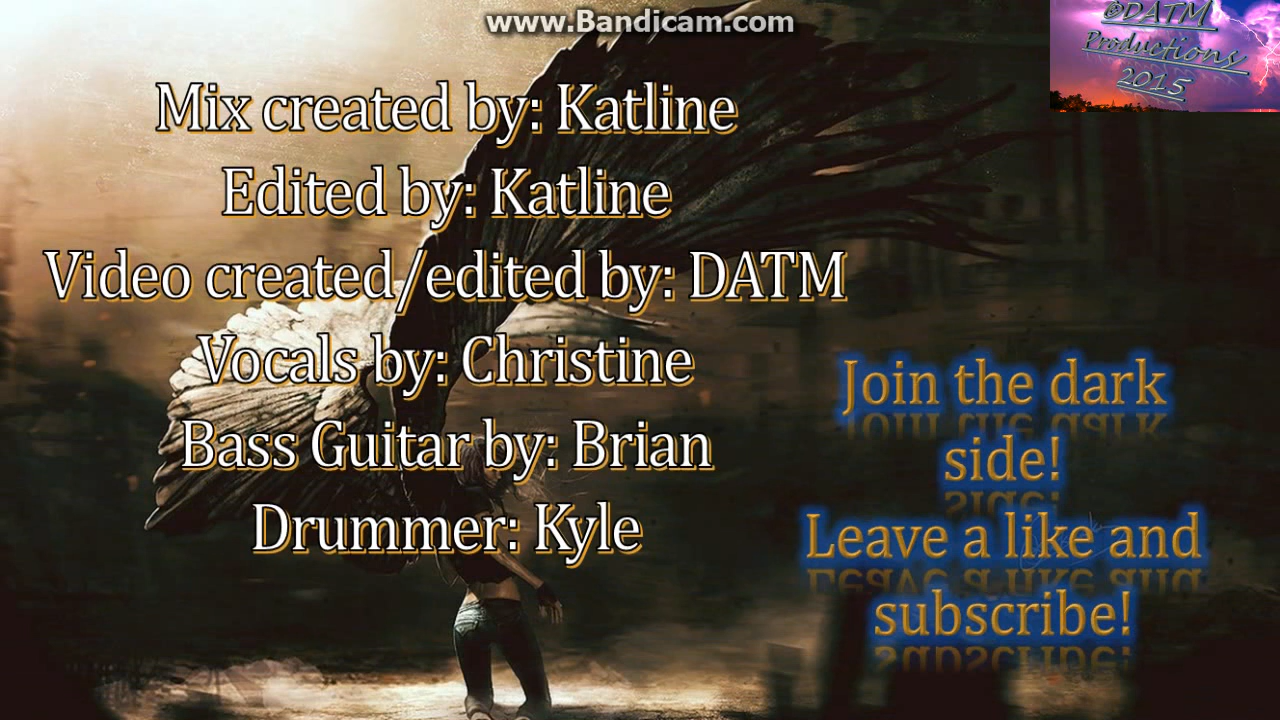 www.Bandicam.com
©DATM
Productions
2015
Mix created by: Katline
Edited by: Katline
Video created/edited by: DATM
Vocals by: Christine
Bass Guitar by: Brian
Drummer: Kyle
Join the dark
side!
Leave a like and
subscribe!